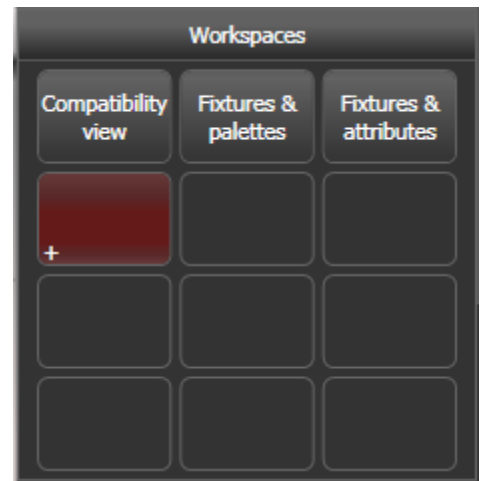 Workspaces
Compatibility
view
Fixtures &
palettes
Fixtures &
attributes
+